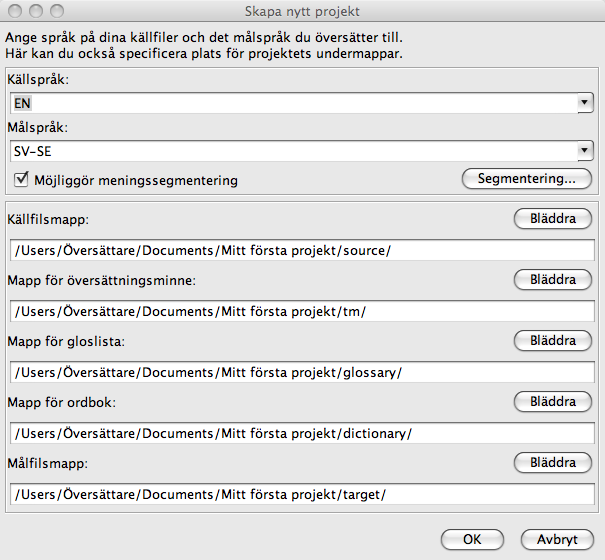 Skapa nytt projekt
Ange språk på dina källfiler och det målspråk du översätter till.
Här kan du också specificera plats för projektets undermappar.
Källspråk:
EN
Målspråk:
SV-SE
Möjliggör meningssegmentering
Segmentering...
Källfilsmapp:
Bläddra
/Users/Översättare/Documents/Mitt första projekt/source/
Mapp för översättningsminne:
Bläddra
/Users/Översättare/Documents/Mitt första projekt/tm/
Mapp för gloslista:
Bläddra
/Users/Översättare/Documents/Mitt första projekt/glossary/
Mapp för ordbok:
Bläddra
/Users/Översättare/Documents/Mitt första projekt/dictionary/
Målfilsmapp:
Bläddra
/Users/Översättare/Documents/Mitt första projekt/target/
OK
Avbryt